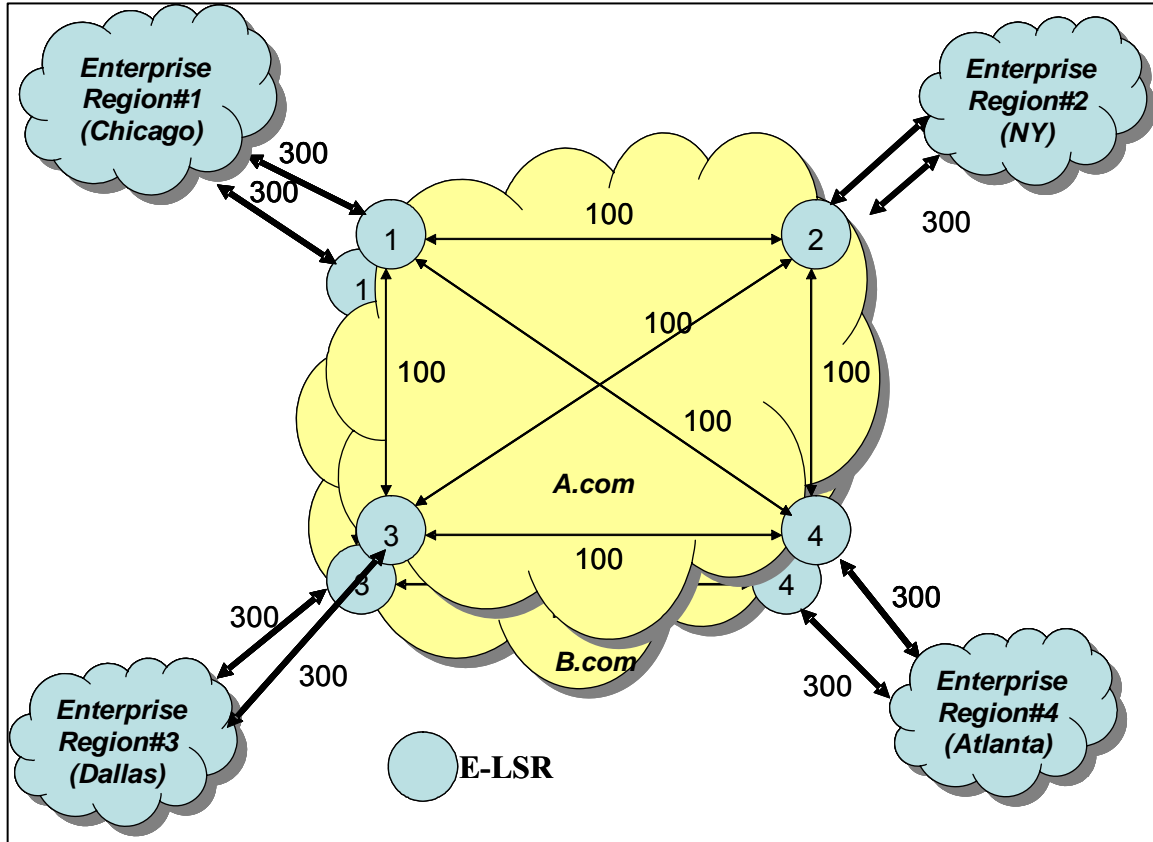 Enterprise
Region#1
(Chicago)
Enterprise
Region#2
(NY)
300
300
300
1
100
2
1
100
100
100
100
A.com
3
100
4
3
4
300
300
300
300
B.com
Enterprise
Region#3
(Dallas)
Enterprise
Region#4
(Atlanta)
E-LSR